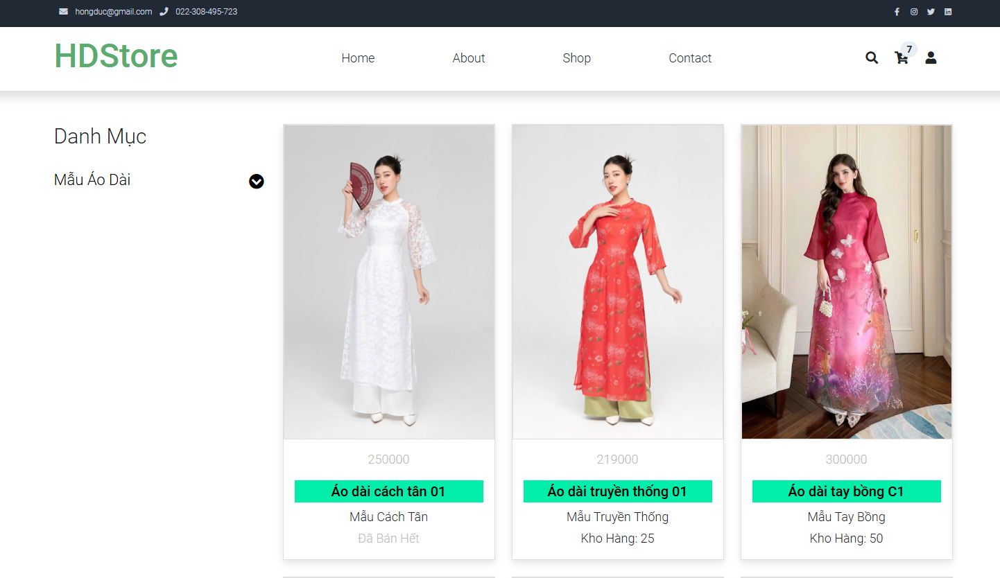 hongduc@gmail.com 022-308-495-723
HDStore
Home About Shop Contact
7
Danh Mục
Mẫu Áo Dài
250000
Áo dài cách tân 01
Mẫu Cách Tân
Đã Bán Hết
219000
Áo dài truyền thống 01
Mẫu Truyền Thống
Kho Hàng: 25
300000
Áo dài tay bồng C1
Mẫu Tay Bồng
Kho Hàng: 50